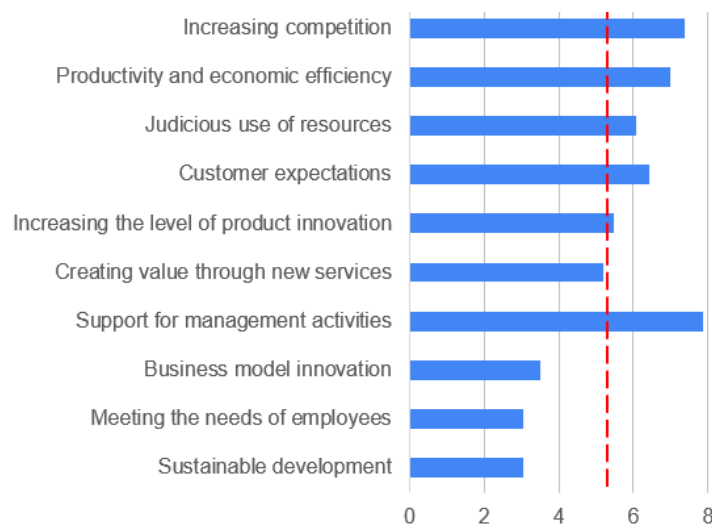 Increasing competition
Productivity and economic efficiency
Judicious use of resources
Customer expectations
Increasing the level of product innovation
Creating value through new services
Support for management activities
Business model innovation
Meeting the needs of employees
Sustainable development
0 2 4 6 8